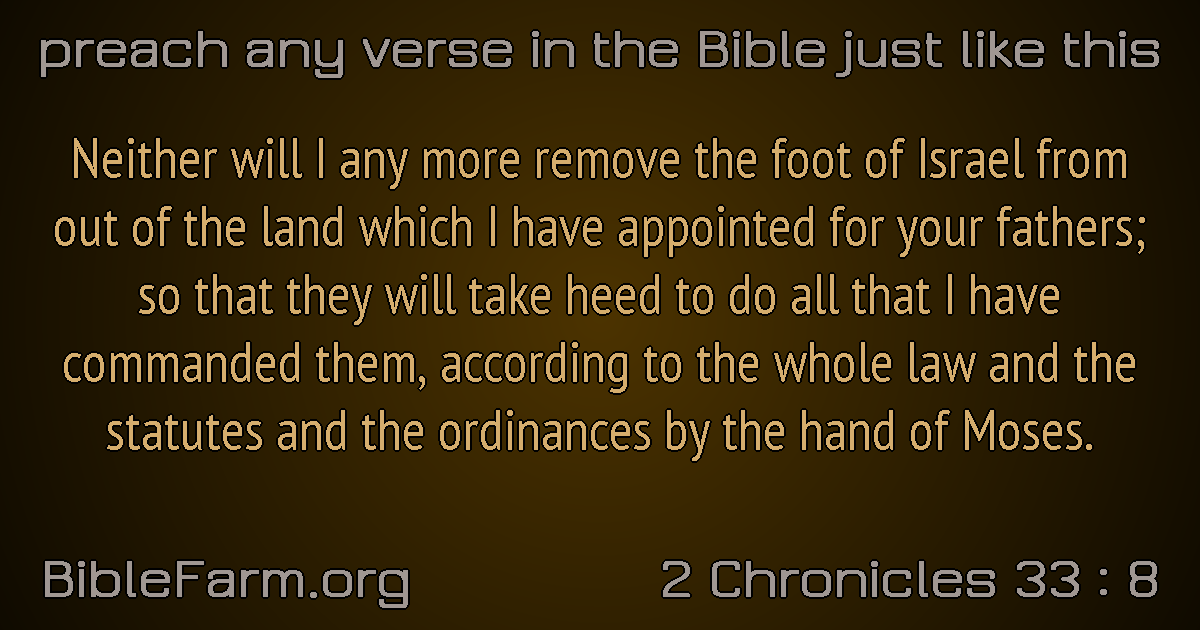 preach any verse in the Bible just like this
Neither will I any more remove the foot of Israel from
out of the land which I have appointed for your fathers;
so that they will take heed to do all that I have
commanded them, according to the whole law and the
statutes and the ordinances by the hand of Moses.
BibleFarm.org
2 Chronicles 33 : 8